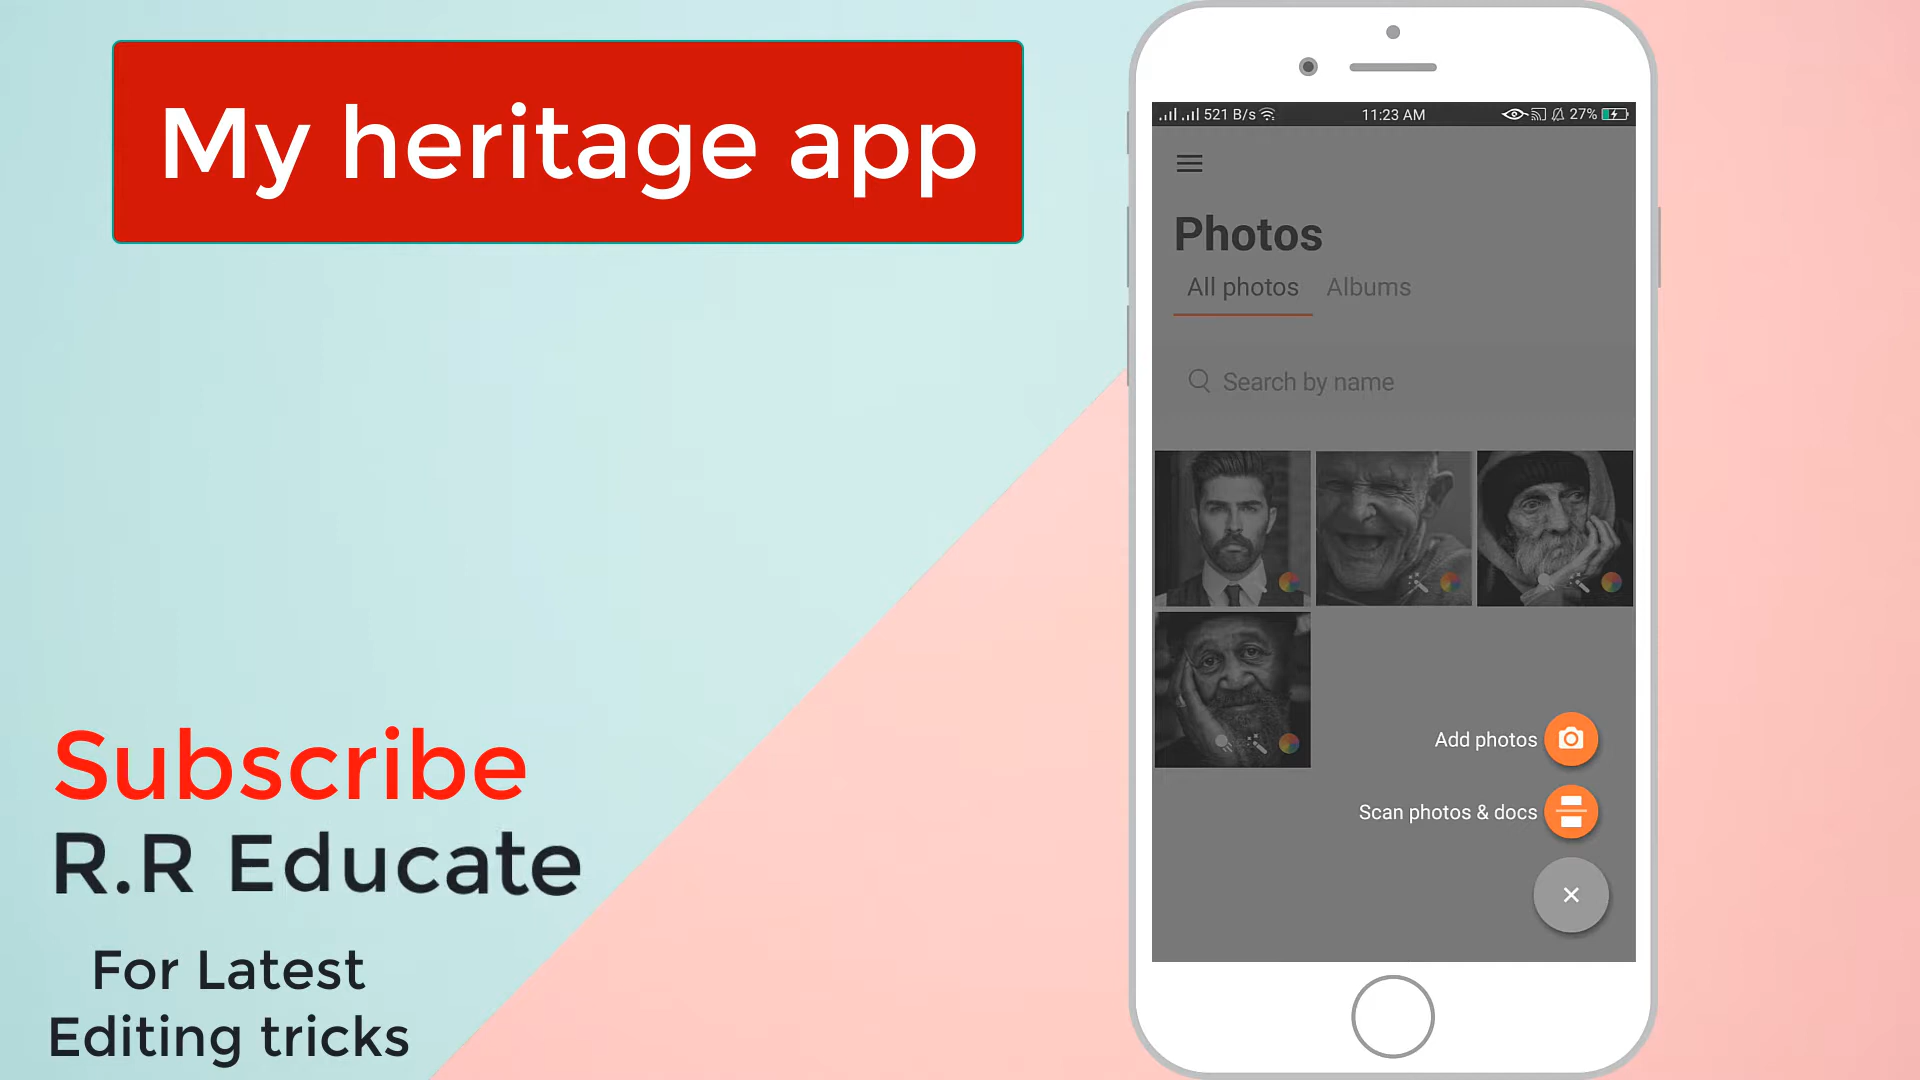 My heritage app
Subscribe
R.R Educate
For Latest
Editing tricks
521 B/s 11:23 AM 27%
Photos
All photos Albums
Search by name
Add photos
Scan photos & docs